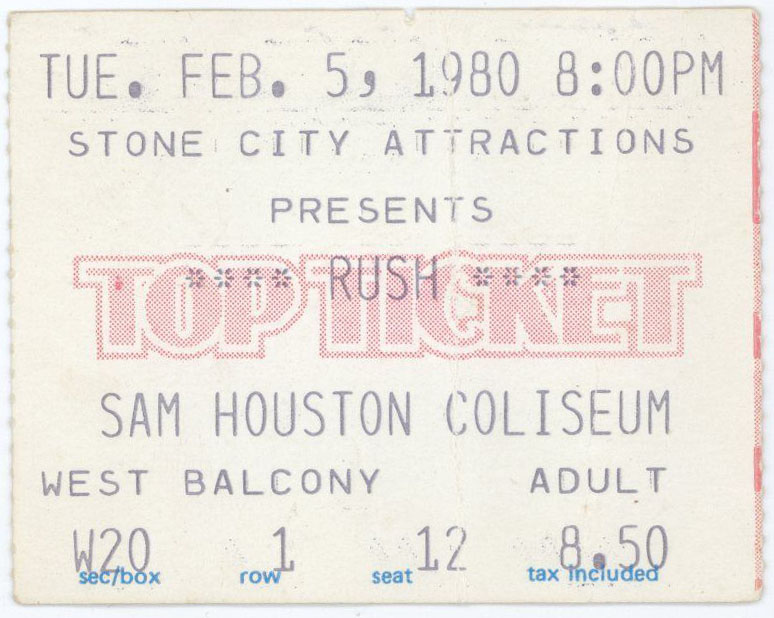 TUE. FEB. 5, 1980 8:00PM
STONE CITY ATTRACTIONS
PRESENTS
**** RUSH ****
TOP TICKET
SAM HOUSTON COLISEUM
WEST BALCONY ADULT
W20 1 12 8.50
sec/box row seat tax included